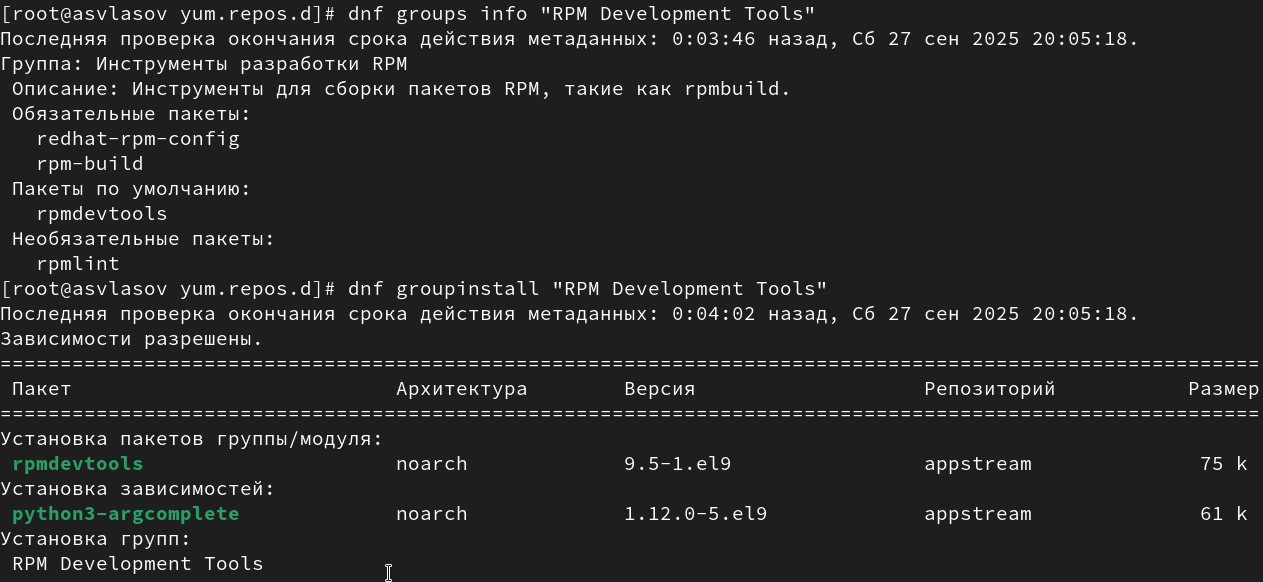 [root@asvlasov yum.repos.d]# dnf groups info "RPM Development Tools"
Последняя проверка окончания срока действия метаданных: 0:03:46 назад, Сб 27 сен 2025 20:05:18.
Группа: Инструменты разработки RPM
 Описание: Инструменты для сборки пакетов RPM, такие как rpmbuild.
 Обязательные пакеты:
   redhat-rpm-config
   rpm-build
 Пакеты по умолчанию:
   rpmdevtools
 Необязательные пакеты:
   rpmlint
[root@asvlasov yum.repos.d]# dnf groupinstall "RPM Development Tools"
Последняя проверка окончания срока действия метаданных: 0:04:02 назад, Сб 27 сен 2025 20:05:18.
Зависимости разрешены.
=========================================================================================================
 Пакет                           Архитектура        Версия                   Репозиторий           Размер
=========================================================================================================
Установка пакетов группы/модуля:
 rpmdevtools                     noarch             9.5-1.el9                appstream              75 k
Установка зависимостей:
 python3-argcomplete             noarch             1.12.0-5.el9             appstream              61 k
Установка групп:
 RPM Development Tools